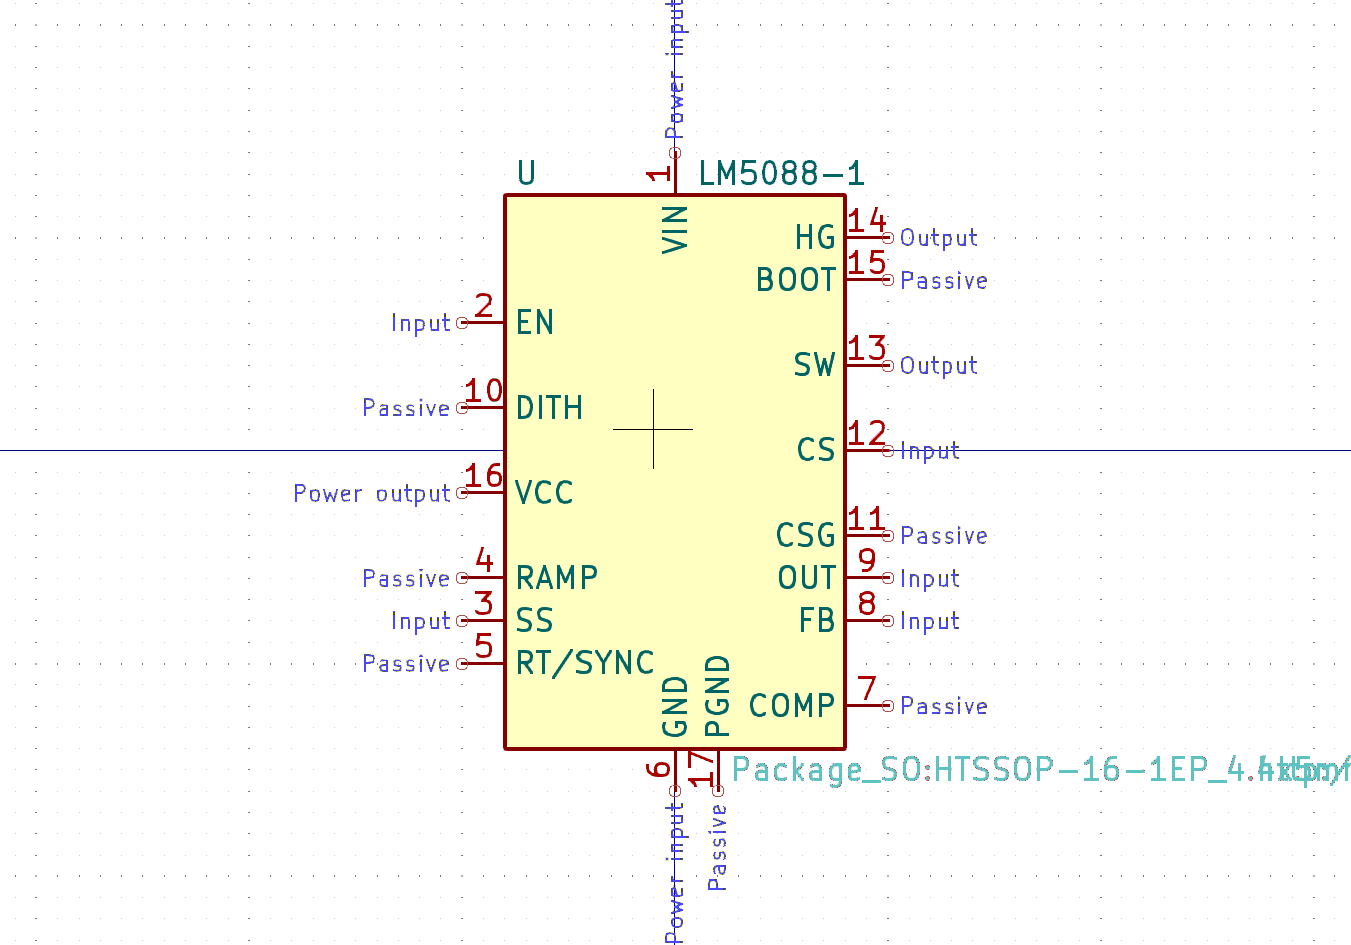 Power input
U
1
LM5088-1
VIN
HG
14
Output
BOOT
15
Passive
Input
2
EN
SW
13
Output
Passive
10
DITH
CS
12
Input
Power output
16
VCC
CSG
11
Passive
Passive
4
RAMP
OUT
9
Input
Input
3
SS
FB
8
Input
Passive
5
RT/SYNC
GND
PGND
COMP
7
Passive
6
17
Package_SO:HTSSOP-16-1EP_4.4x5m
Power input
Passive